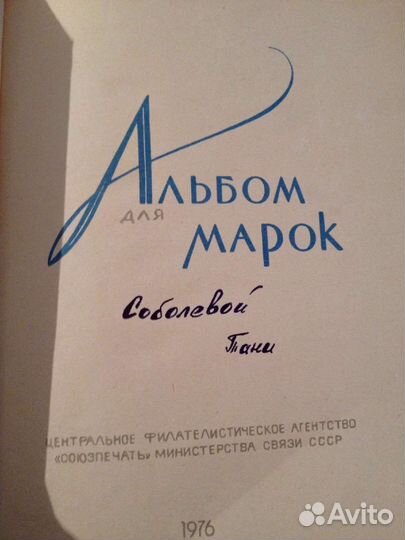 Альбом
для
марок
Соболевой
Тани
ЦЕНТРАЛЬНОЕ ФИЛАТЕЛИСТИЧЕСКОЕ АГЕНТСТВО
«СОЮЗПЕЧАТЬ» МИНИСТЕРСТВА СВЯЗИ СССР
1976
Avito